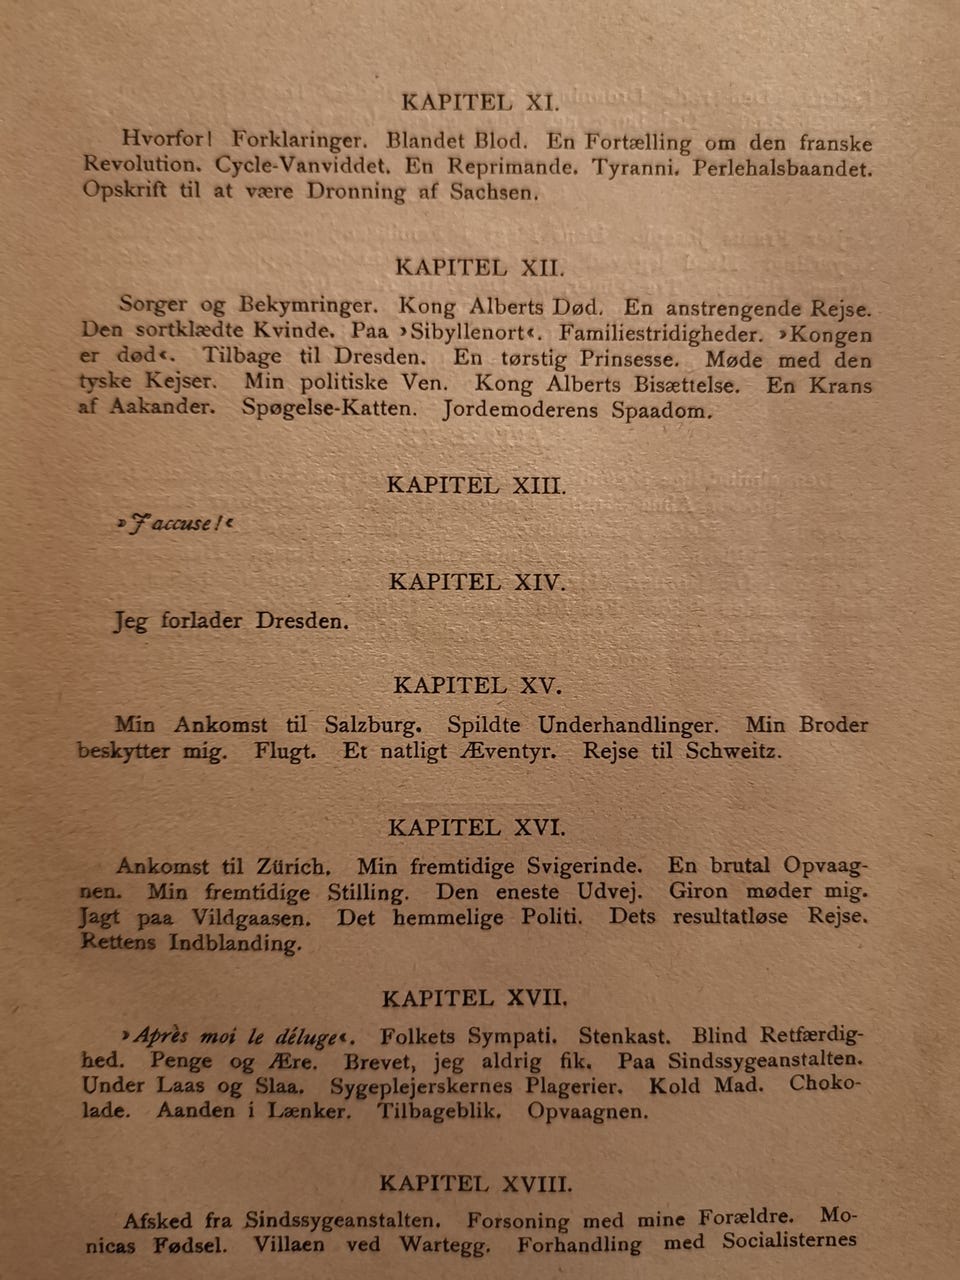 KAPITEL XI.
Hvorfor! Forklaringer. Blandet Blod. En Fortælling om den franske
Revolution. Cycle-Vanviddet. En Reprimande. Tyranni. Perlehalsbaandet.
Opskrift til at være Dronning af Sachsen.
KAPITEL XII.
Sorger og Bekymringer. Kong Alberts Død. En anstrengende Rejse.
Den sortklædte Kvinde. Paa ›Sibyllenort‹. Familiestridigheder. »Kongen
er død«. Tilbage til Dresden. En tørstig Prinsesse. Møde med den
tyske Kejser. Min politiske Ven. Kong Alberts Bisættelse. En Krans
af Aakander. Spøgelse-Katten. Jordemoderens Spaadom.
KAPITEL XIII.
»J'accuse!«
KAPITEL XIV.
Jeg forlader Dresden.
KAPITEL XV.
Min Ankomst til Salzburg. Spildte Underhandlinger. Min Broder
beskytter mig. Flugt. Et natligt Æventyr. Rejse til Schweitz.
KAPITEL XVI.
Ankomst til Zürich. Min fremtidige Svigerinde. En brutal Opvaag-
nen. Min fremtidige Stilling. Den eneste Udvej. Giron møder mig.
Jagt paa Vildgaasen. Det hemmelige Politi. Dets resultatløse Rejse.
Rettens Indblanding.
KAPITEL XVII.
»Après moi le déluge«. Folkets Sympati. Stenkast. Blind Retfærdig-
hed. Penge og Ære. Brevet, jeg aldrig fik. Paa Sindssygeanstalten.
Under Laas og Slaa. Sygeplejerskernes Plagerier. Kold Mad. Choko-
lade. Aanden i Lænker. Tilbageblik. Opvaagnen.
KAPITEL XVIII.
Afsked fra Sindssygeanstalten. Forsoning med mine Forældre. Mo-
nicas Fødsel. Villaen ved Wartegg. Forhandling med Socialisternes